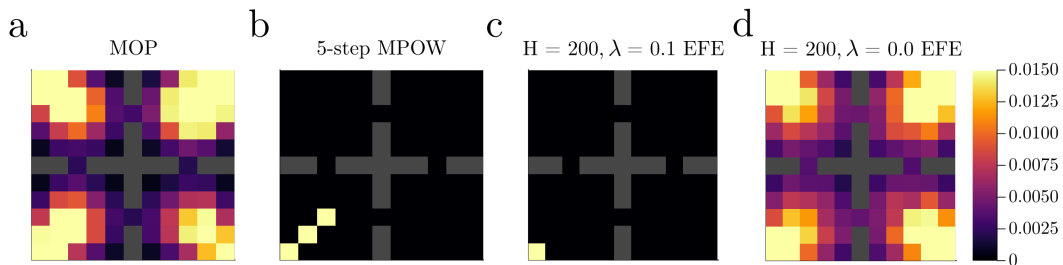 a
MOP
b
5-step MPOW
c
H = 200, λ = 0.1 EFE
d
H = 200, λ = 0.0 EFE
0.0150
0.0125
0.0100
0.0075
0.0050
0.0025
0